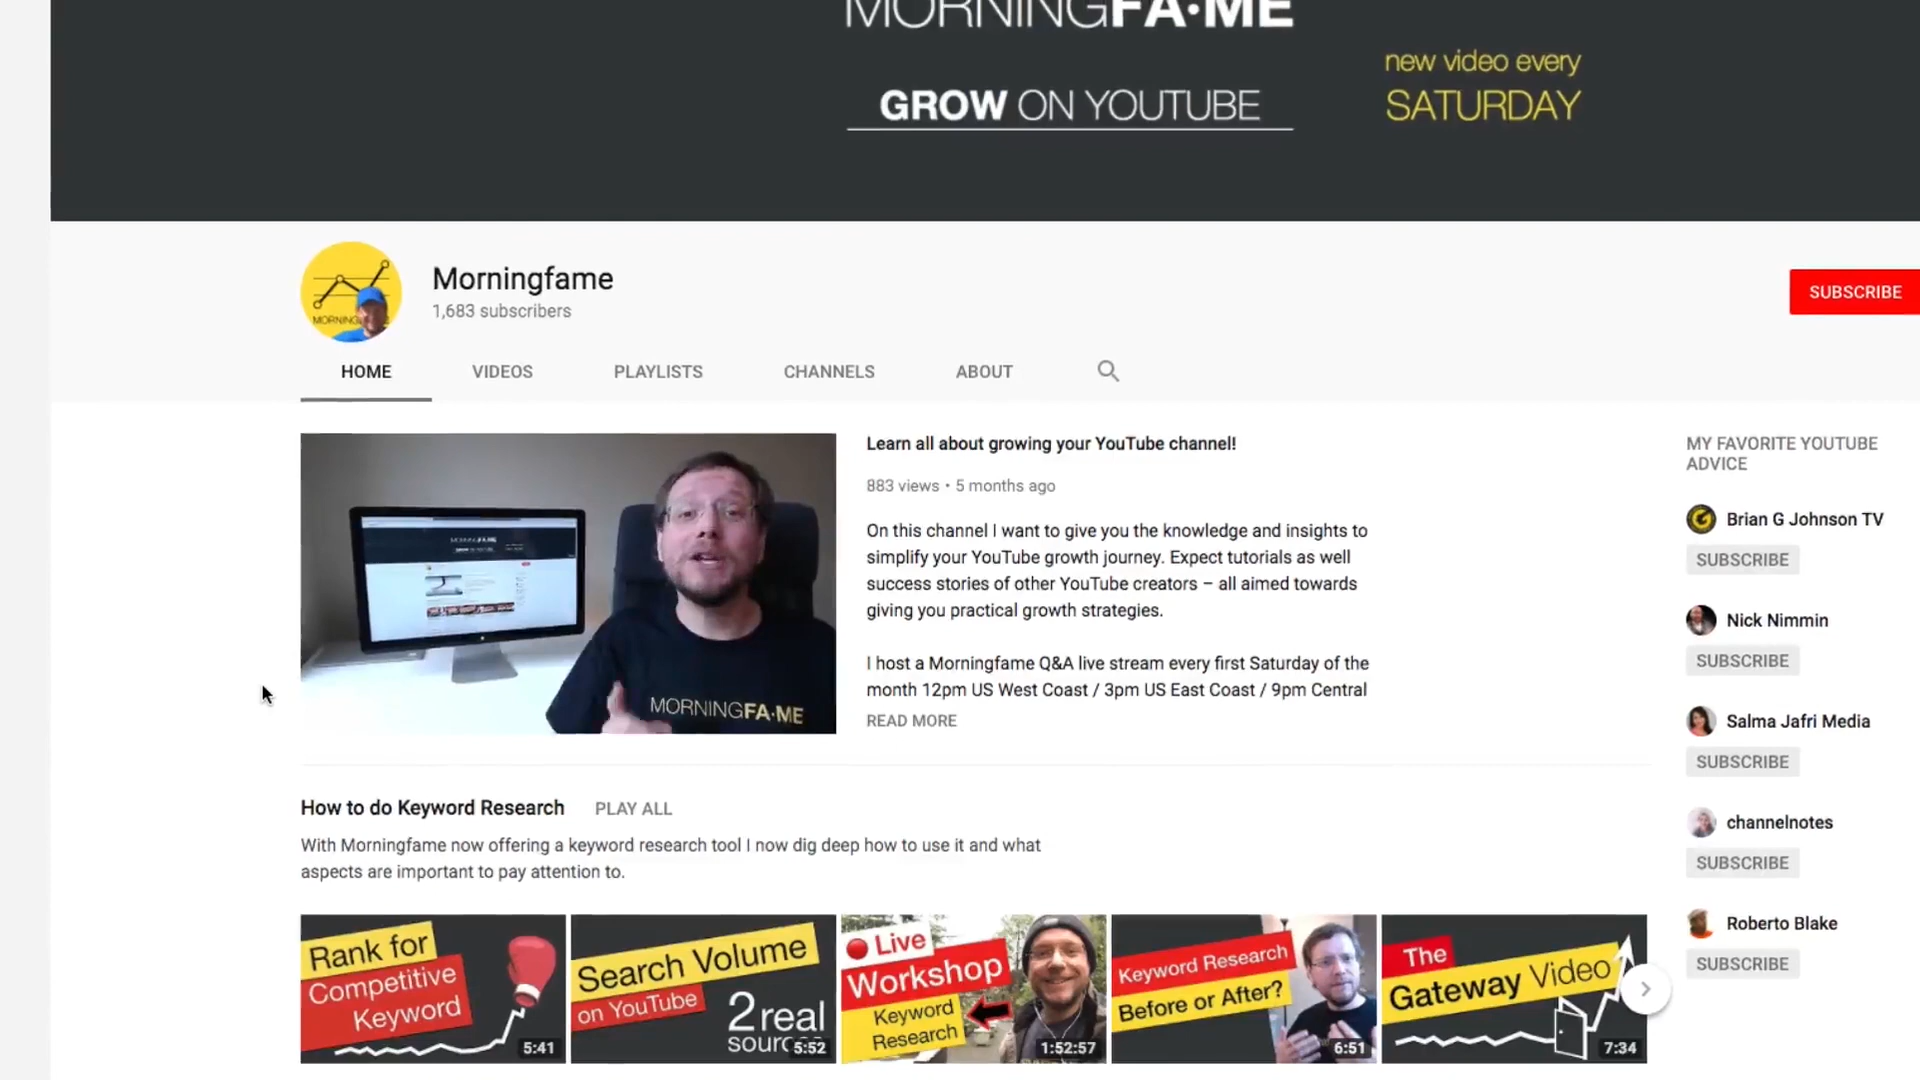 MORNINGFA·ME
GROW ON YOUTUBE
new video every
SATURDAY
Morningfame
1,683 subscribers
SUBSCRIBE
HOME
VIDEOS
PLAYLISTS
CHANNELS
ABOUT
Learn all about growing your YouTube channel!
883 views • 5 months ago
On this channel I want to give you the knowledge and insights to
simplify your YouTube growth journey. Expect tutorials as well
success stories of other YouTube creators – all aimed towards
giving you practical growth strategies.
I host a Morningfame Q&A live stream every first Saturday of the
month 12pm US West Coast / 3pm US East Coast / 9pm Central
READ MORE
MORNINGFA·ME
MY FAVORITE YOUTUBE
ADVICE
Brian G Johnson TV
SUBSCRIBE
Nick Nimmin
SUBSCRIBE
Salma Jafri Media
SUBSCRIBE
channelnotes
SUBSCRIBE
Roberto Blake
SUBSCRIBE
How to do Keyword Research
PLAY ALL
With Morningfame now offering a keyword research tool I now dig deep how to use it and what
aspects are important to pay attention to.
Rank for
Competitive
Keyword
5:41
Search Volume
on YouTube
2 real
5:52
Live
Workshop
Keyword
Research
1:52:57
Keyword Research
Before or After?
6:51
The
Gateway Video
7:34